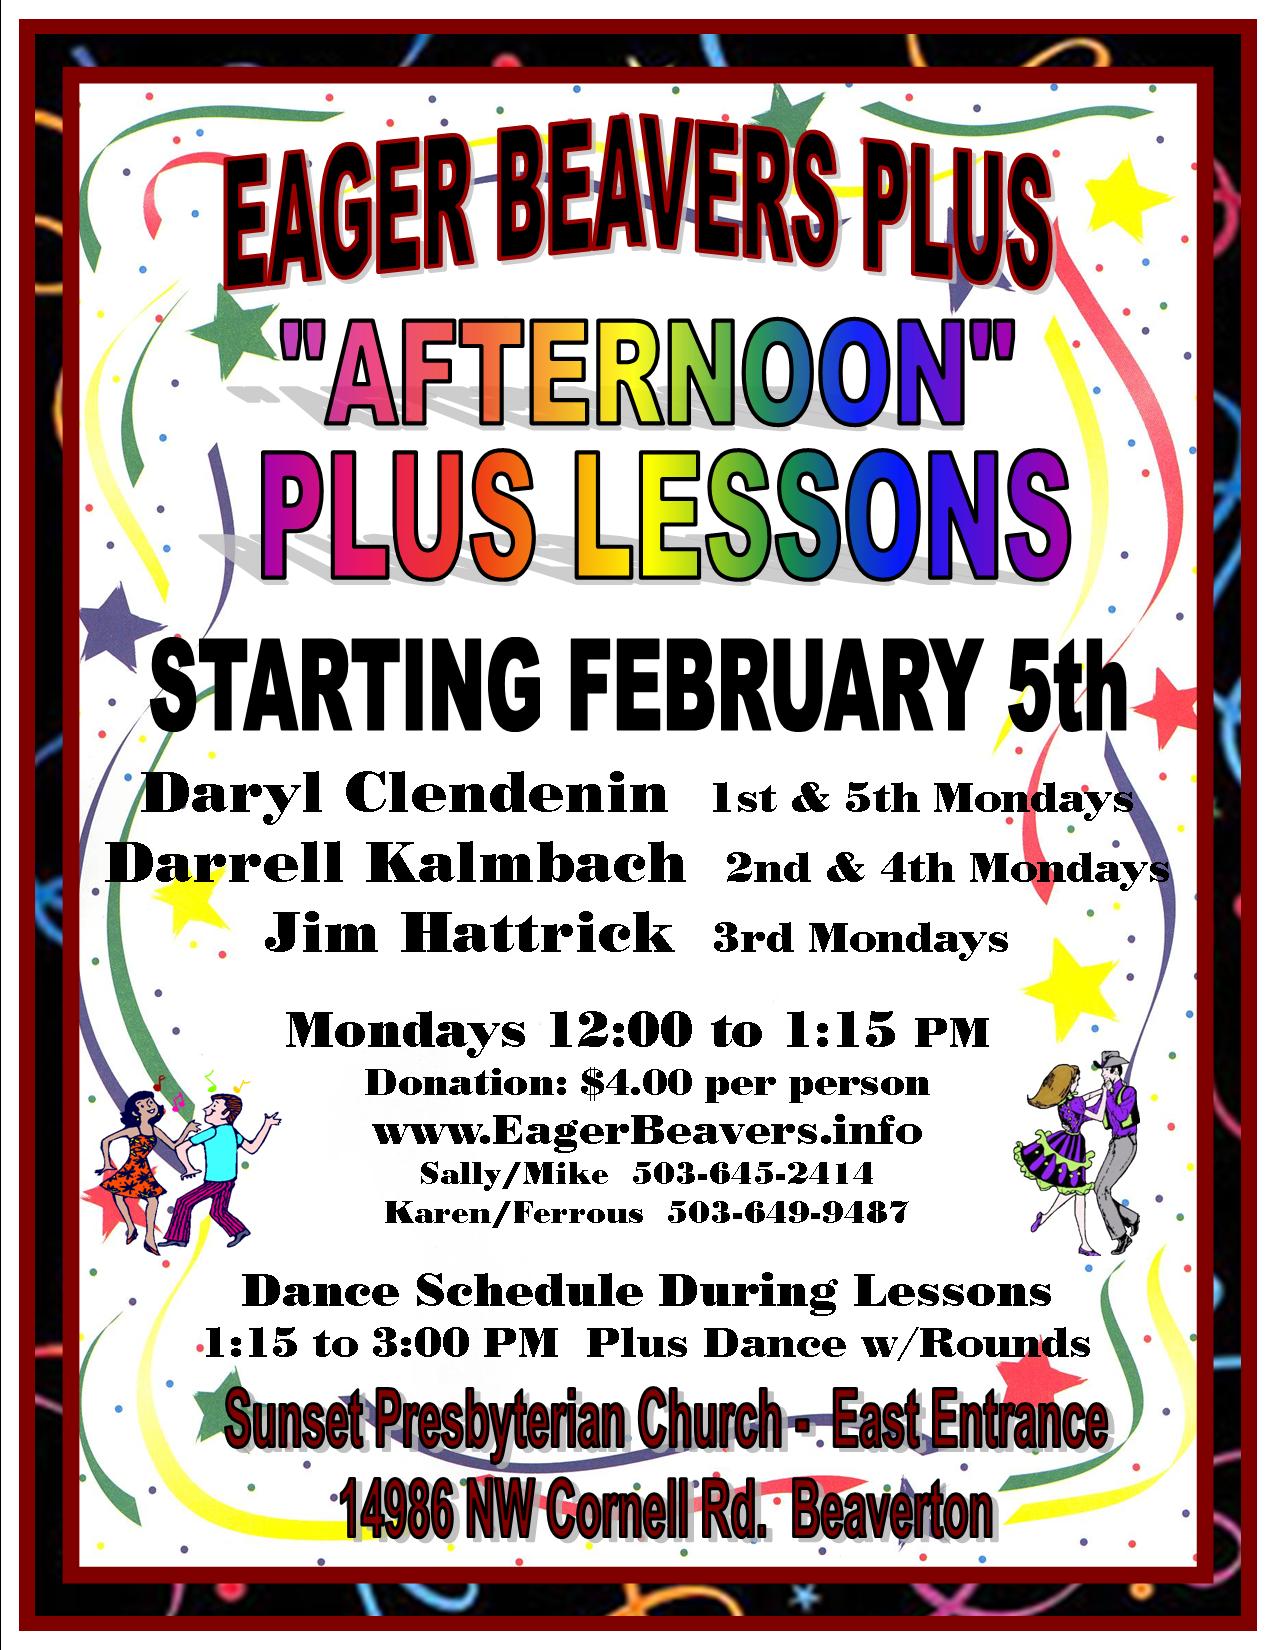 EAGER BEAVERS PLUS
"AFTERNOON"
PLUS LESSONS
STARTING FEBRUARY 5th
Daryl Clendenin 1st & 5th Mondays
Darrell Kalmbach 2nd & 4th Mondays
Jim Hattrick 3rd Mondays
Mondays 12:00 to 1:15 PM
Donation: $4.00 per person
www.EagerBeavers.info
Sally/Mike 503-645-2414
Karen/Ferrous 503-649-9487
Dance Schedule During Lessons
1:15 to 3:00 PM Plus Dance w/Rounds
Sunset Presbyterian Church - East Entrance
14986 NW Cornell Rd. Beaverton